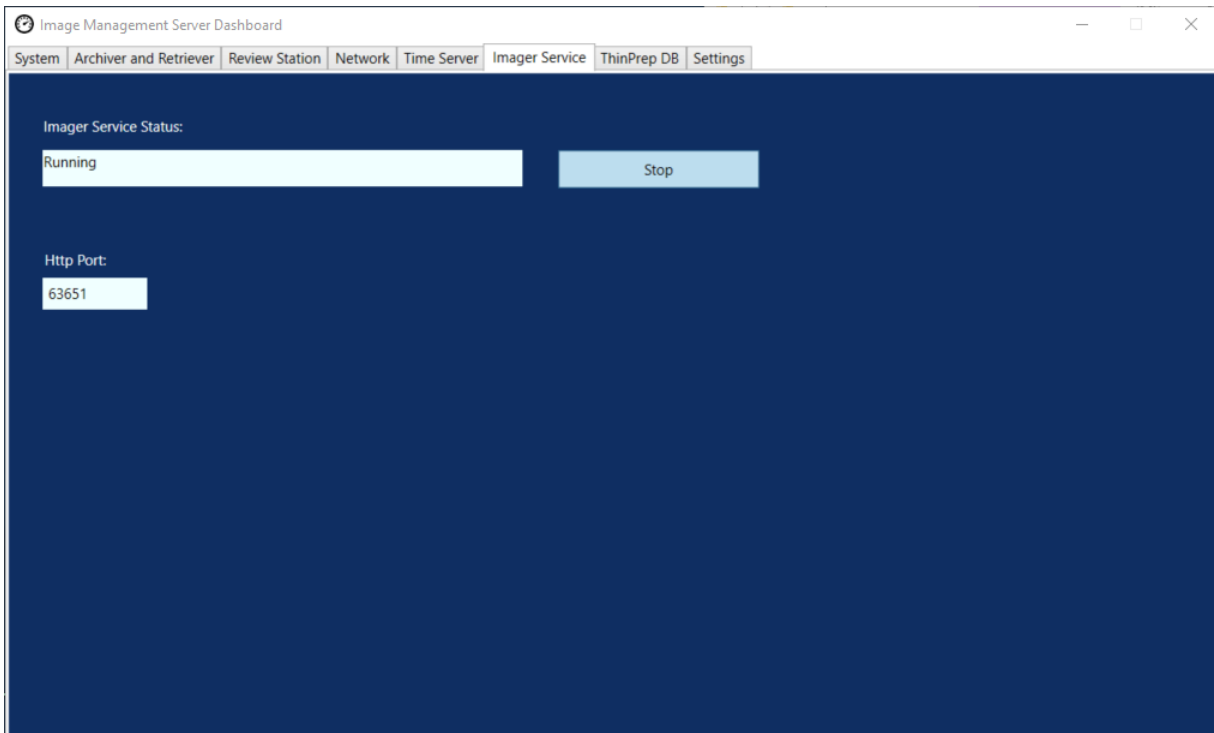 Image Management Server Dashboard
System Archiver and Retriever Review Station Network Time Server Imager Service ThinPrep DB Settings
Imager Service Status:
Running
Stop
Http Port:
63651